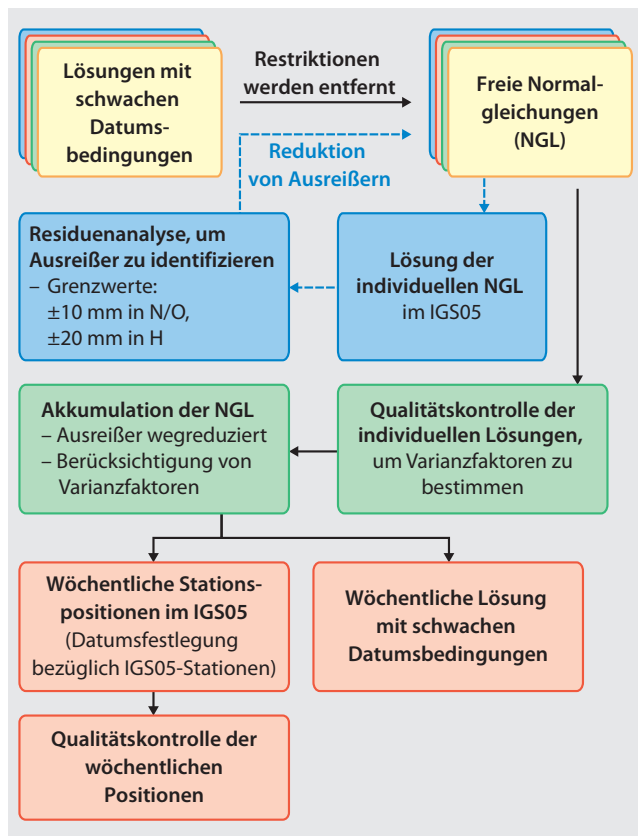 Lösungen mit
schwachen
Datums-
bedingungen
Restriktionen
werden entfernt
Freie Normal-
gleichungen
(NGL)
Reduktion
von Ausreißern
Residuenanalyse, um
Ausreißer zu identifizieren
– Grenzwerte:
±10 mm in N/O,
±20 mm in H
Lösung der
individuellen NGL
im IGS05
Akkumulation der NGL
– Ausreißer wegreduziert
– Berücksichtigung von
Varianzfaktoren
Qualitätskontrolle der
individuellen Lösungen,
um Varianzfaktoren zu
bestimmen
Wöchentliche Stations-
positionen im IGS05
(Datumsfestlegung
bezüglich IGS05-Stationen)
Wöchentliche Lösung
mit schwachen
Datumsbedingungen
Qualitätskontrolle der
wöchentlichen
Positionen